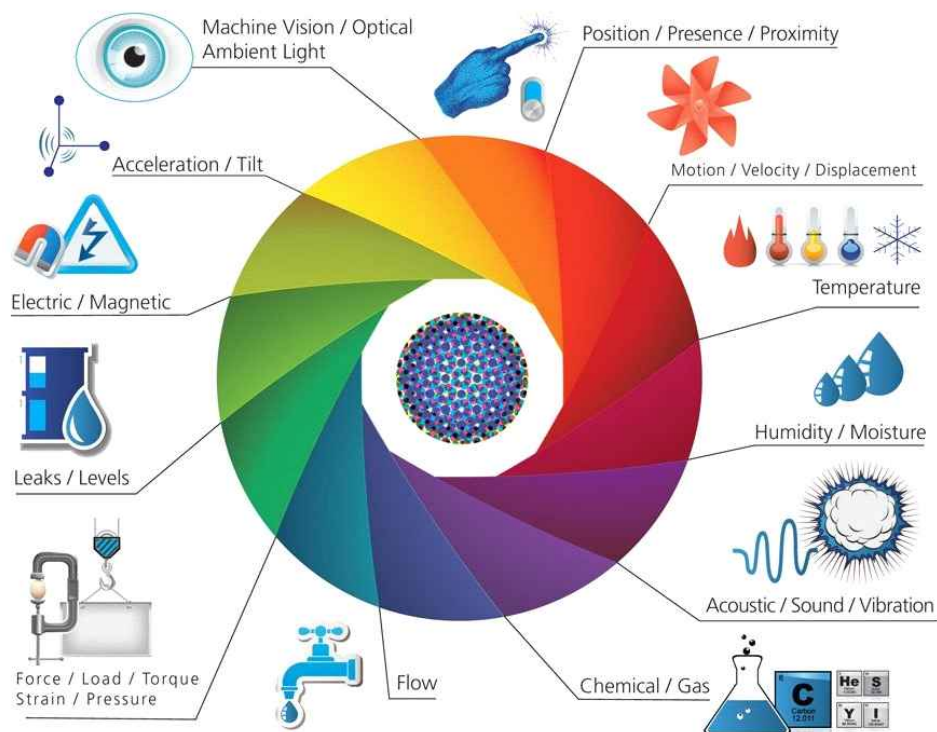 Machine Vision / Optical
Ambient Light
Position / Presence / Proximity
Acceleration / Tilt
Motion / Velocity / Displacement
Electric / Magnetic
Temperature
Humidity / Moisture
Leaks / Levels
Acoustic / Sound / Vibration
Force / Load / Torque
Strain / Pressure
Flow
Chemical / Gas
6
C
Carbon
12.011
He
S
Y
I